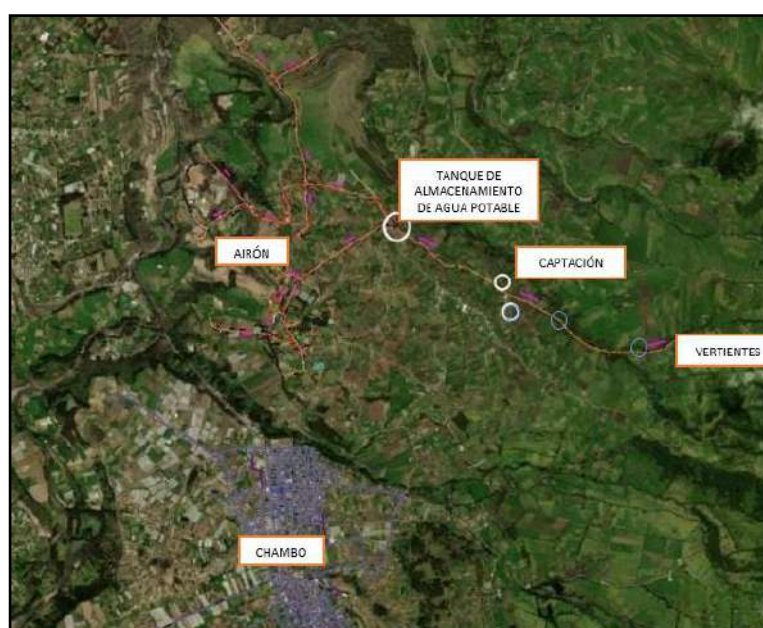 TANQUE DE
ALMACENAMIENTO
DE AGUA POTABLE
AIRÓN
CAPTACIÓN
VERTIENTES
CHAMBO